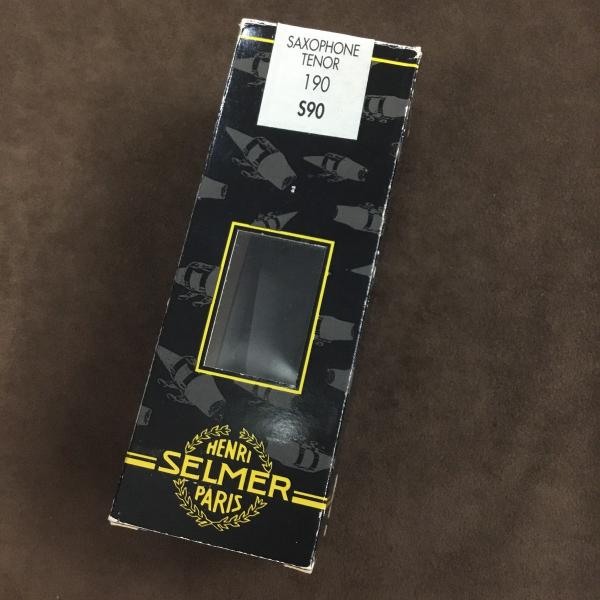 SAXOPHONE
TENOR
190
S90
HENRI
SELMER
PARIS